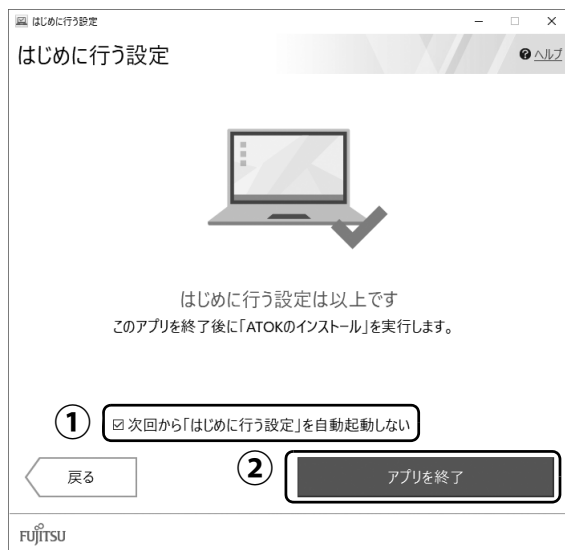 はじめに行う設定
はじめに行う設定
ヘルプ
はじめに行う設定は以上です
このアプリを終了後に「ATOKのインストール」を実行します。
① 次回から「はじめに行う設定」を自動起動しない
戻る
② アプリを終了
FUJITSU